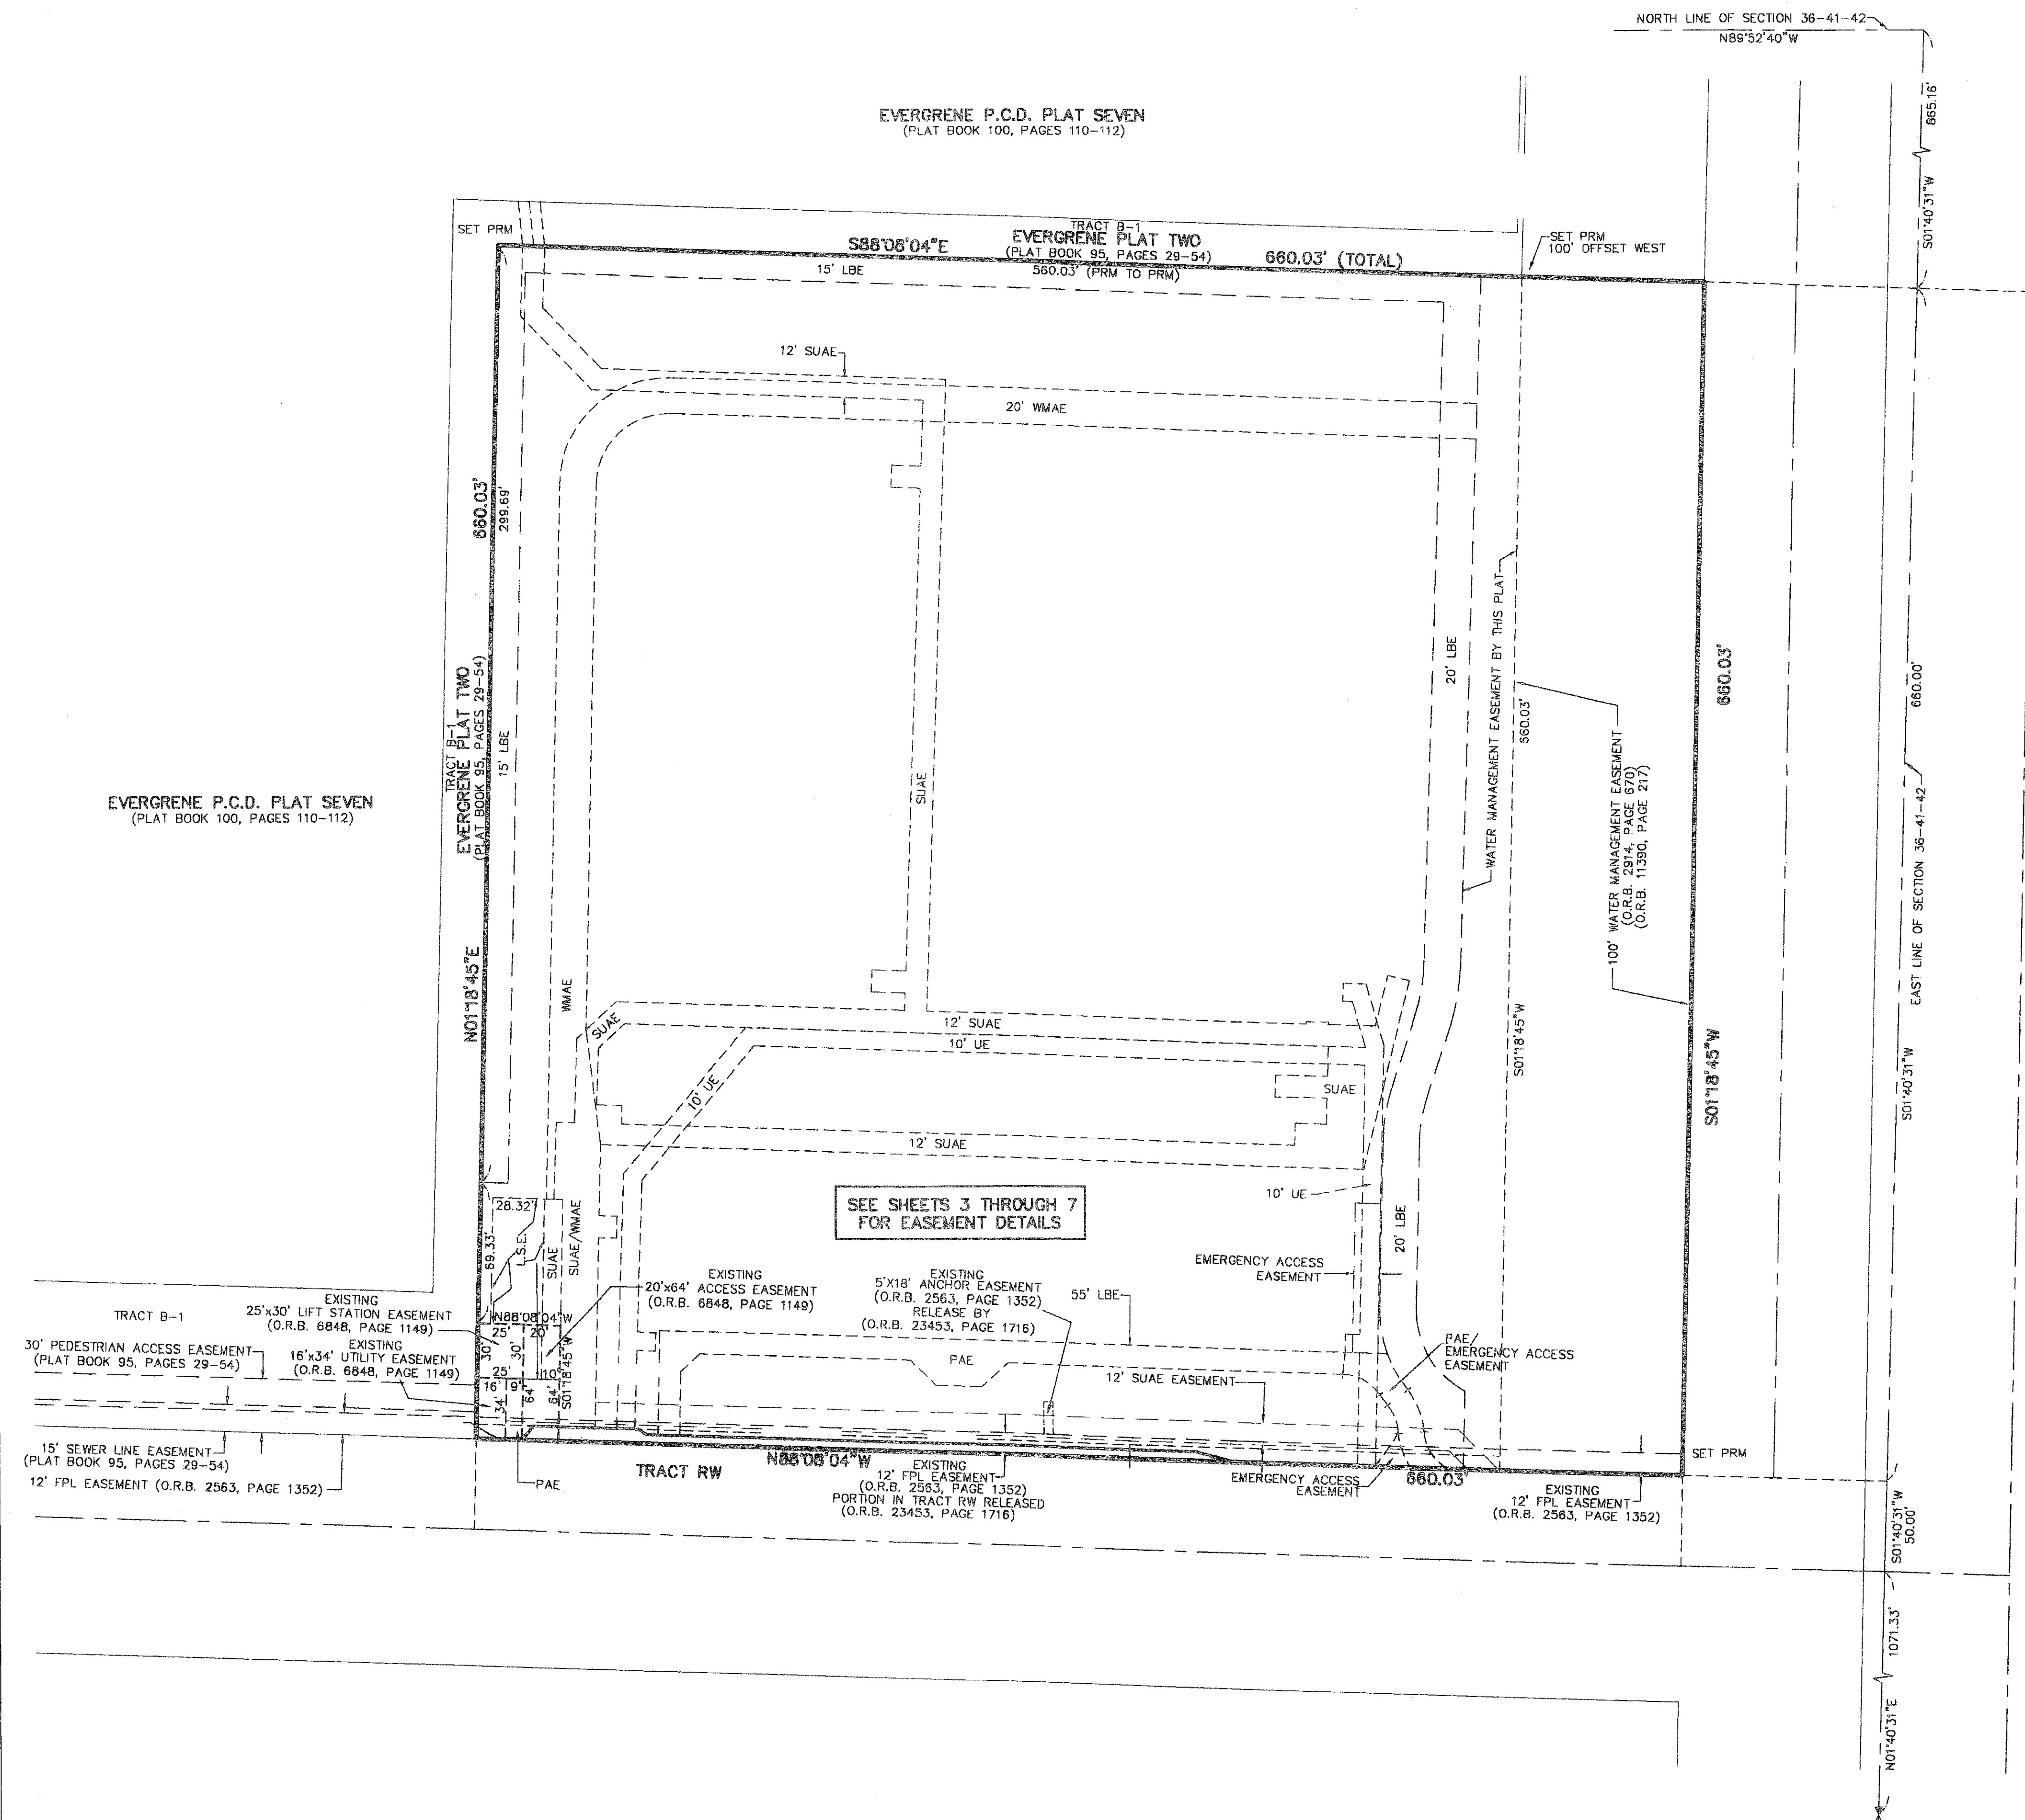 NORTH LINE OF SECTION 36-41-42
N89°52'40"W
865.16'
S01°40'31"W
EVERGRENE P.C.D. PLAT SEVEN
(PLAT BOOK 100, PAGES 110-112)
SET PRM
TRACT B-1
EVERGRENE PLAT TWO
(PLAT BOOK 95, PAGES 29-54)
S88°08'04"E
660.03' (TOTAL)
560.03' (PRM TO PRM)
SET PRM
100' OFFSET WEST
15' LBE
12' SUAE
20' WMAE
660.03'
299.69'
TRACT B-1
EVERGRENE PLAT TWO
(PLAT BOOK 95, PAGES 29-54)
15' LBE
N01°18'45"E
EVERGRENE P.C.D. PLAT SEVEN
(PLAT BOOK 100, PAGES 110-112)
SUAE
20' LBE
WATER MANAGEMENT EASEMENT BY THIS PLAT
660.03'
S01°18'45"W
100' WATER MANAGEMENT EASEMENT
(O.R.B. 2914, PAGE 670)
(O.R.B. 11390, PAGE 217)
660.03'
S01°18'45"W
660.00'
EAST LINE OF SECTION 36-41-42
S01°40'31"W
WMAE
SUAE
12' SUAE
10' UE
10' UE
SUAE
12' SUAE
SEE SHEETS 3 THROUGH 7
FOR EASEMENT DETAILS
10' UE
20' LBE
EMERGENCY ACCESS
EASEMENT
28.32'
69.33'
L.S.E.
SUAE
SUAE/WMAE
EXISTING
20'x64' ACCESS EASEMENT
(O.R.B. 6848, PAGE 1149)
EXISTING
5'X18' ANCHOR EASEMENT
(O.R.B. 2563, PAGE 1352)
RELEASE BY
(O.R.B. 23453, PAGE 1716)
55' LBE
TRACT B-1
EXISTING
25'x30' LIFT STATION EASEMENT
(O.R.B. 6848, PAGE 1149)
EXISTING
16'x34' UTILITY EASEMENT
(O.R.B. 6848, PAGE 1149)
30' PEDESTRIAN ACCESS EASEMENT
(PLAT BOOK 95, PAGES 29-54)
N88°08'04"W
25'
20'
30'
30'
25'
10'
16'
9'
34'
64'
64'
S01°18'45"W
PAE
12' SUAE EASEMENT
PAE/
EMERGENCY ACCESS
EASEMENT
15' SEWER LINE EASEMENT
(PLAT BOOK 95, PAGES 29-54)
12' FPL EASEMENT (O.R.B. 2563, PAGE 1352)
PAE
TRACT RW
N88°08'04"W
EXISTING
12' FPL EASEMENT
(O.R.B. 2563, PAGE 1352)
PORTION IN TRACT RW RELEASED
(O.R.B. 23453, PAGE 1716)
EMERGENCY ACCESS
EASEMENT
660.03'
SET PRM
EXISTING
12' FPL EASEMENT
(O.R.B. 2563, PAGE 1352)
S01°40'31"W
50.00'
1071.33'
N01°40'31"E